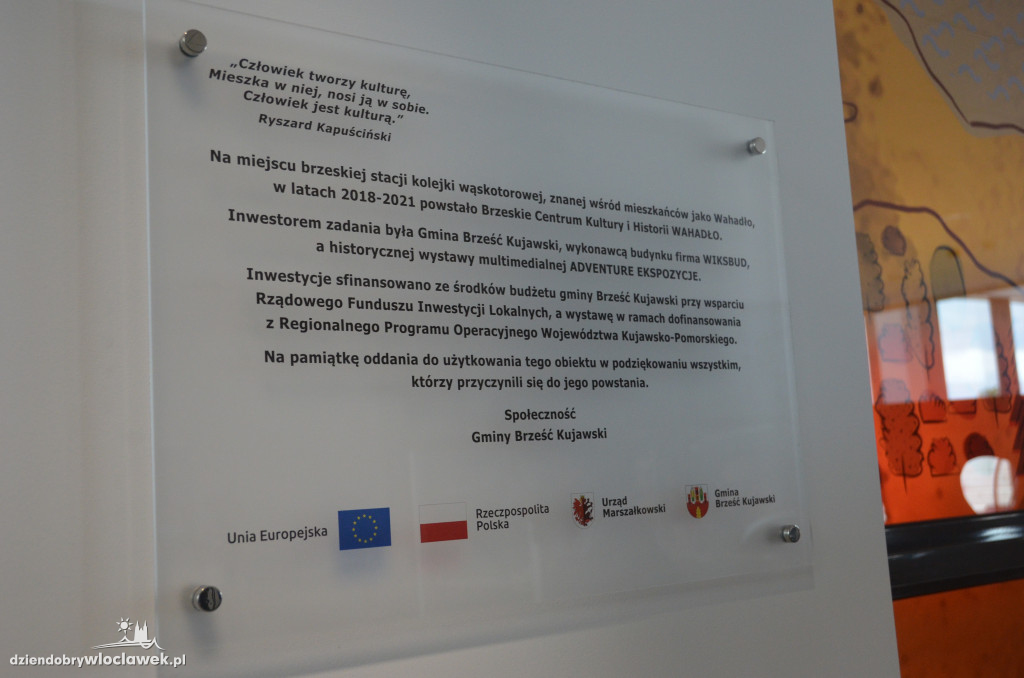 „Człowiek tworzy kulturę,
Mieszka w niej, nosi ją w sobie.
Człowiek jest kulturą.”
Ryszard Kapuściński
Na miejscu brzeskiej stacji kolejki wąskotorowej, znanej wśród mieszkańców jako Wahadło,
w latach 2018-2021 powstało Brzeskie Centrum Kultury i Historii WAHADŁO.
Inwestorem zadania była Gmina Brześć Kujawski, wykonawcą budynku firma WIKSBUD,
a historycznej wystawy multimedialnej ADVENTURE EKSPOZYCJE.
Inwestycje sfinansowano ze środków budżetu gminy Brześć Kujawski przy wsparciu
Rządowego Funduszu Inwestycji Lokalnych, a wystawę w ramach dofinansowania
z Regionalnego Programu Operacyjnego Województwa Kujawsko-Pomorskiego.
Na pamiątkę oddania do użytkowania tego obiektu w podziękowaniu wszystkim,
którzy przyczynili się do jego powstania.
Społeczność
Gminy Brześć Kujawski
Unia Europejska
Rzeczpospolita
Polska
Urząd
Marszałkowski
Gmina
Brześć Kujawski
dziendobrywloclawek.pl